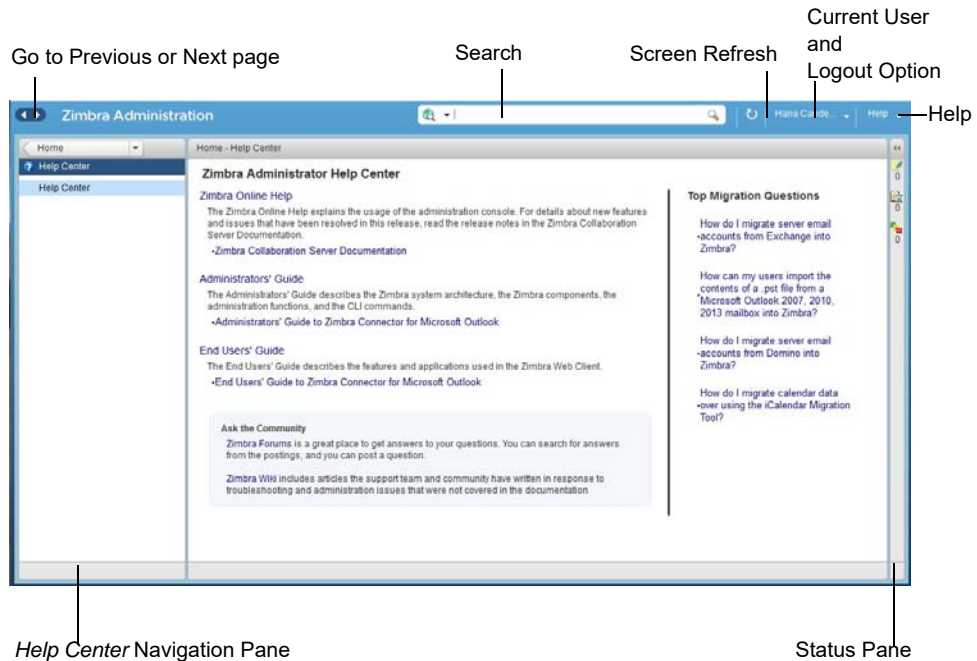 Current User
and
Logout Option
Go to Previous or Next page
Search
Screen Refresh
Help
Zimbra Administration
Hana Cande...
Help
Home
Home - Help Center
Help Center
Help Center
Zimbra Administrator Help Center
Zimbra Online Help
The Zimbra Online Help explains the usage of the administration console. For details about new features
and issues that have been resolved in this release, read the release notes in the Zimbra Collaboration
Server Documentation.
•Zimbra Collaboration Server Documentation
Administrators' Guide
The Administrators' Guide describes the Zimbra system architecture, the Zimbra components, the
administration functions, and the CLI commands.
•Administrators' Guide to Zimbra Connector for Microsoft Outlook
End Users' Guide
The End Users' Guide describes the features and applications used in the Zimbra Web Client.
•End Users' Guide to Zimbra Connector for Microsoft Outlook
Ask the Community
Zimbra Forums is a great place to get answers to your questions. You can search for answers
from the postings, and you can post a question.
Zimbra Wiki includes articles the support team and community have written in response to
troubleshooting and administration issues that were not covered in the documentation
Top Migration Questions
How do I migrate server email
•accounts from Exchange into
Zimbra?
How can my users import the
contents of a .pst file from a
•Microsoft Outlook 2007, 2010,
2013 mailbox into Zimbra?
How do I migrate server email
•accounts from Domino into
Zimbra?
How do I migrate calendar data
•over using the iCalendar Migration
Tool?
0
0
0
Help Center Navigation Pane
Status Pane